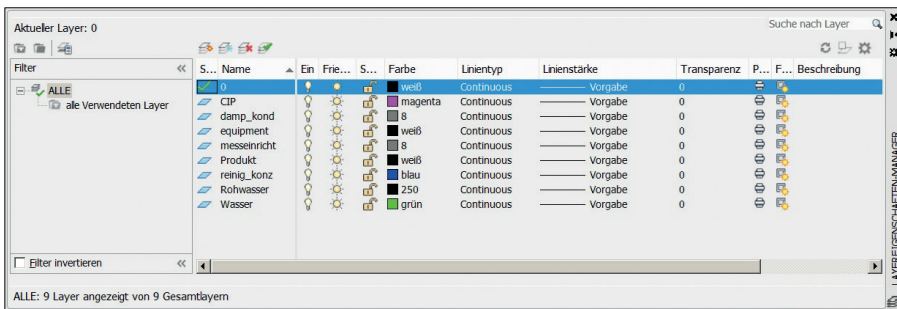 Aktueller Layer: 0
Suche nach Layer
Filter
S... Name Ein Frie... S... Farbe Linientyp Linienstärke Transparenz P... F... Beschreibung
ALLE
alle Verwendeten Layer
0 weiß Continuous Vorgabe 0
CIP magenta Continuous Vorgabe 0
damp_kond 8 Continuous Vorgabe 0
equipment weiß Continuous Vorgabe 0
messeinricht 8 Continuous Vorgabe 0
Produkt weiß Continuous Vorgabe 0
reinig_konz blau Continuous Vorgabe 0
Rohwasser 250 Continuous Vorgabe 0
Wasser grün Continuous Vorgabe 0
Filter invertieren
ALLE: 9 Layer angezeigt von 9 Gesamtlayern
LAYEREIGENSCHAFTEN-MANAGER